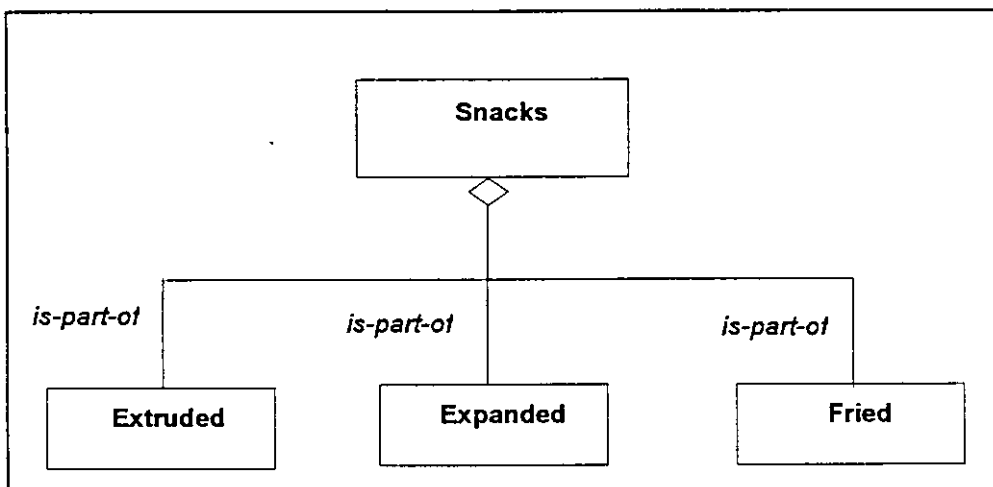 Snacks
is-part-of
is-part-of
is-part-of
Extruded
Expanded
Fried